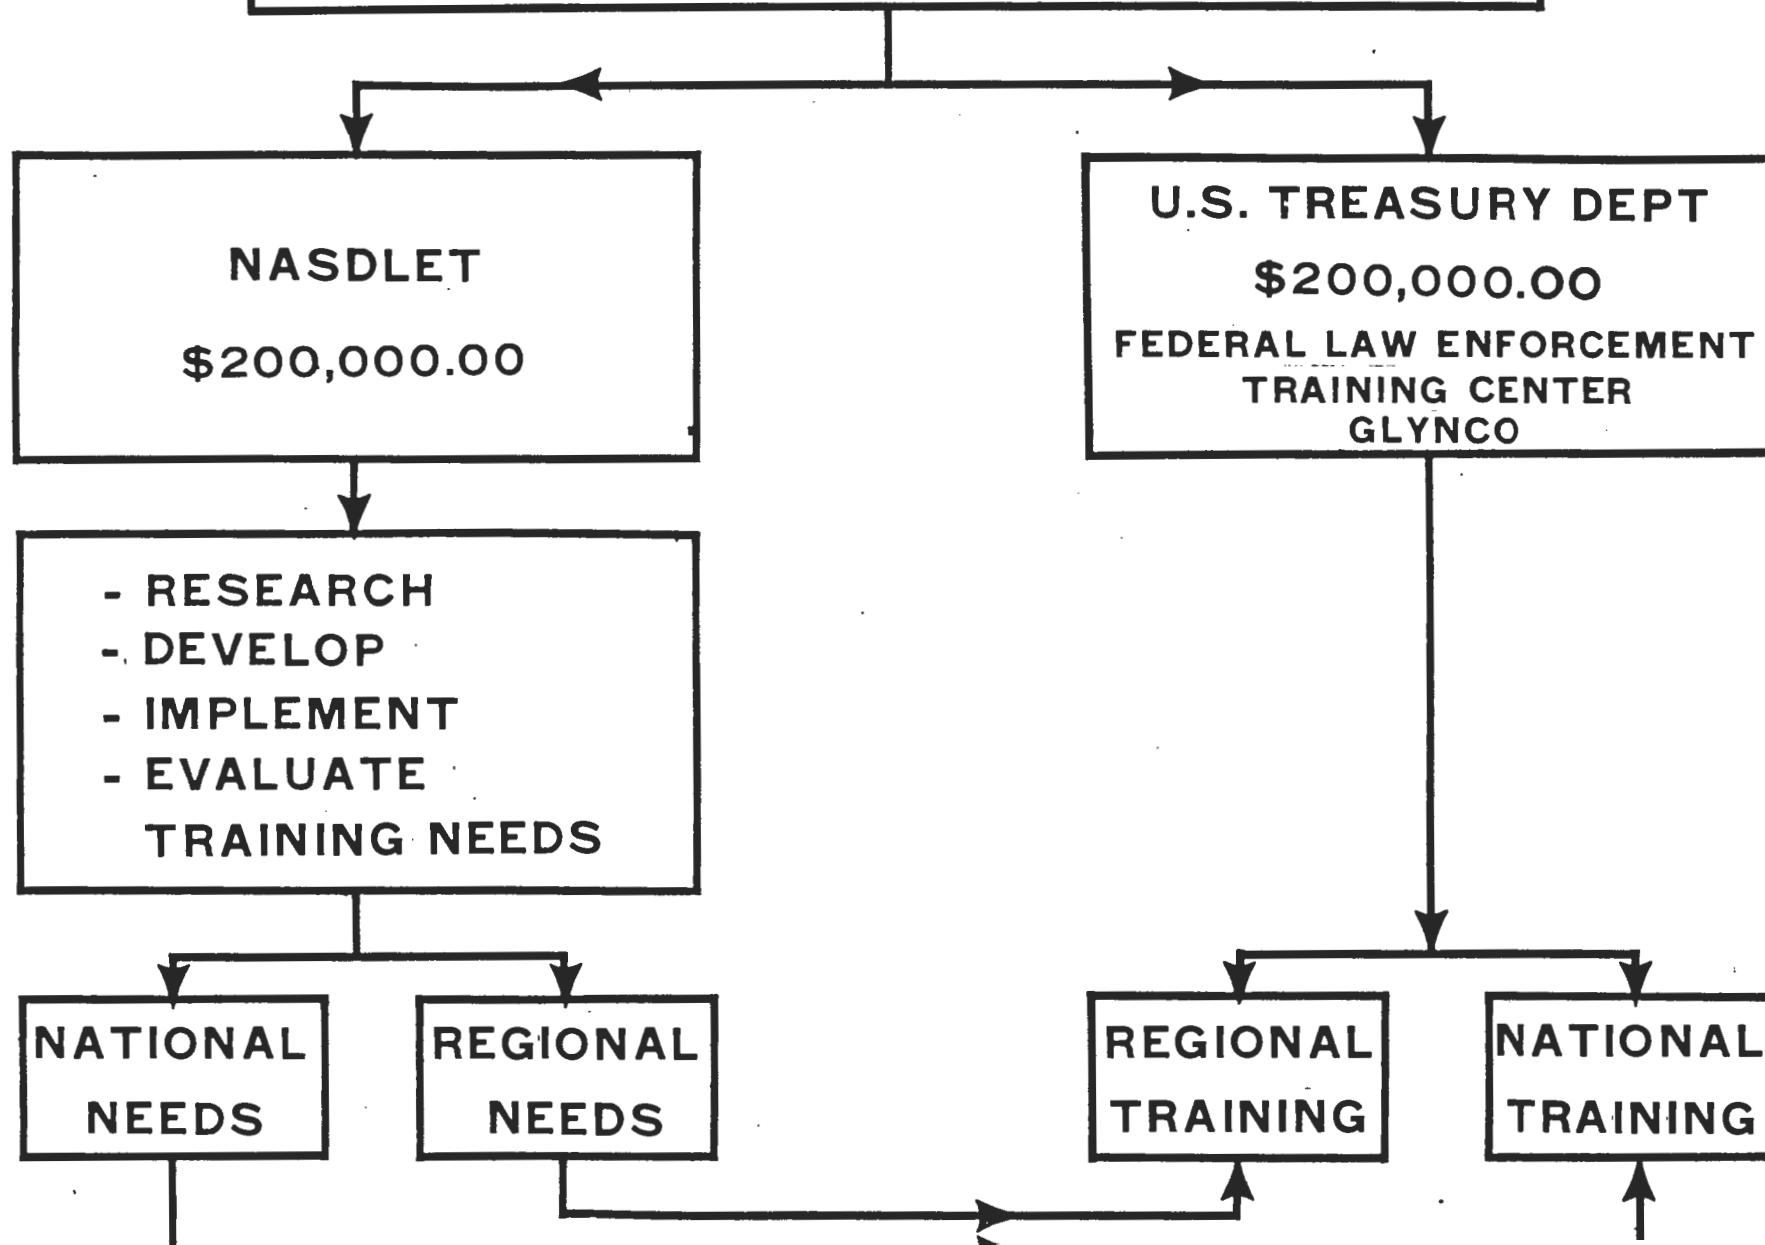 NASDLET
$200,000.00
U.S. TREASURY DEPT
$200,000.00
FEDERAL LAW ENFORCEMENT
TRAINING CENTER
GLYNCO
- RESEARCH
- DEVELOP
- IMPLEMENT
- EVALUATE
TRAINING NEEDS
NATIONAL
NEEDS
REGIONAL
NEEDS
REGIONAL
TRAINING
NATIONAL
TRAINING